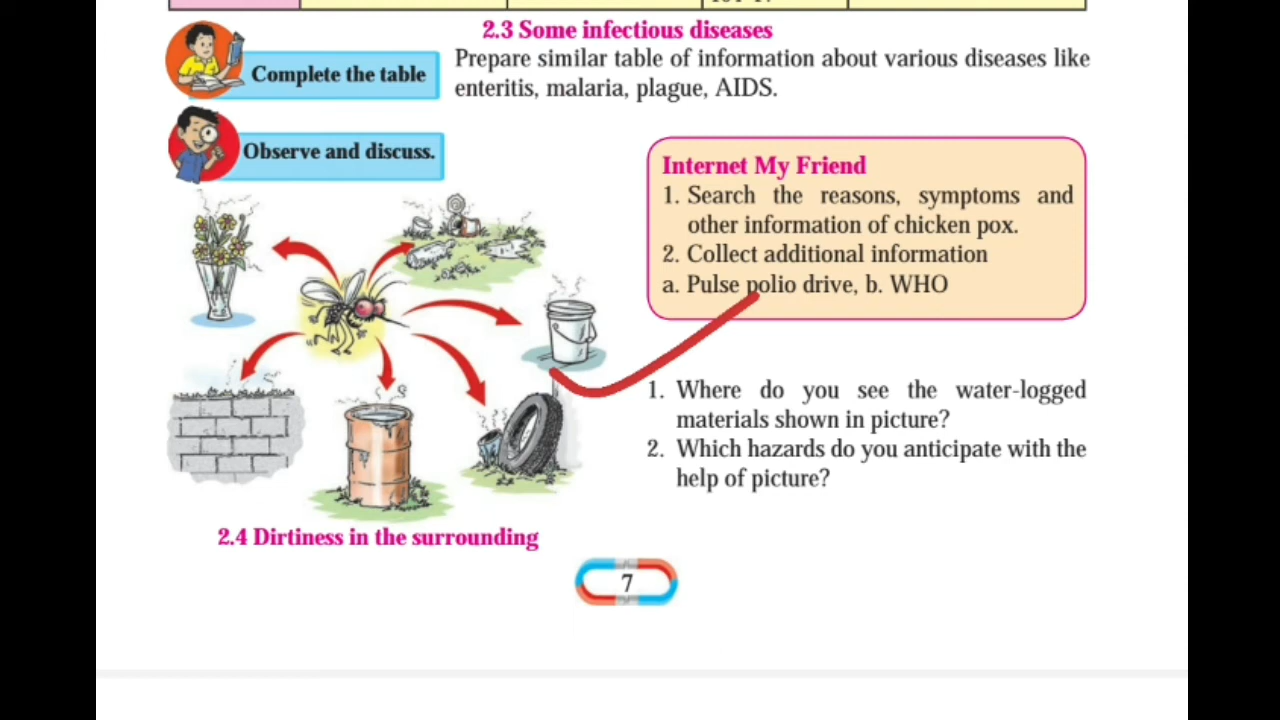 2.3 Some infectious diseases
Complete the table
Prepare similar table of information about various diseases like
enteritis, malaria, plague, AIDS.
Observe and discuss.
Internet My Friend
1. Search the reasons, symptoms and
other information of chicken pox.
2. Collect additional information
a. Pulse polio drive, b. WHO
1. Where do you see the water-logged
materials shown in picture?
2. Which hazards do you anticipate with the
help of picture?
2.4 Dirtiness in the surrounding
7